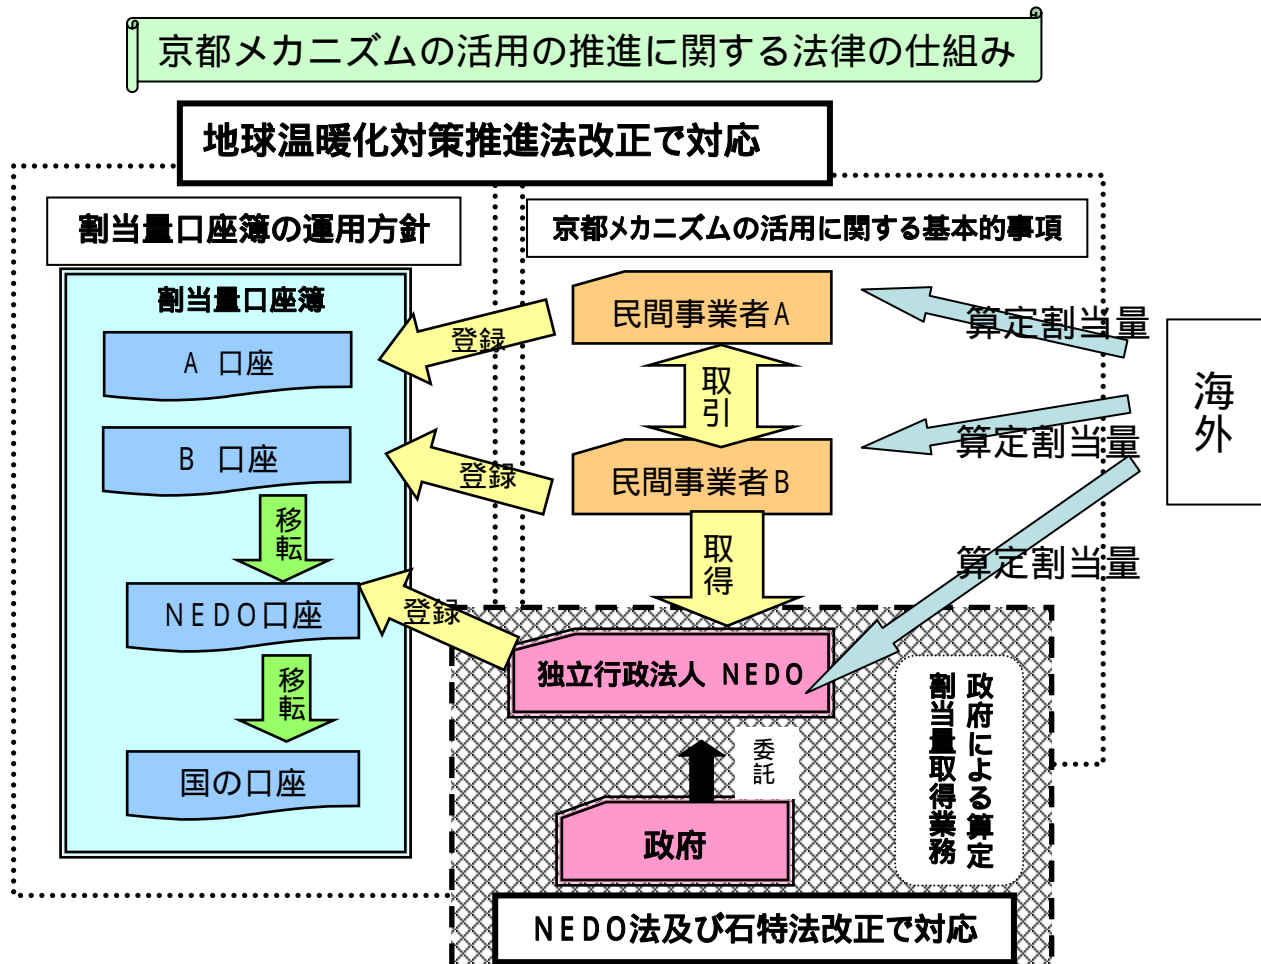 京都メカニズムの活用の推進に関する法律の仕組み
地球温暖化対策推進法改正で対応
割当量口座簿の運用方針
京都メカニズムの活用に関する基本的事項
割当量口座簿
A 口座
登録
民間事業者A
算定割当量
海外
取引
B 口座
登録
民間事業者B
算定割当量
移転
取得
算定割当量
NEDO口座
登録
独立行政法人 NEDO
政府による算定
割当量取得業務
移転
委託
国の口座
政府
NEDO法及び石特法改正で対応